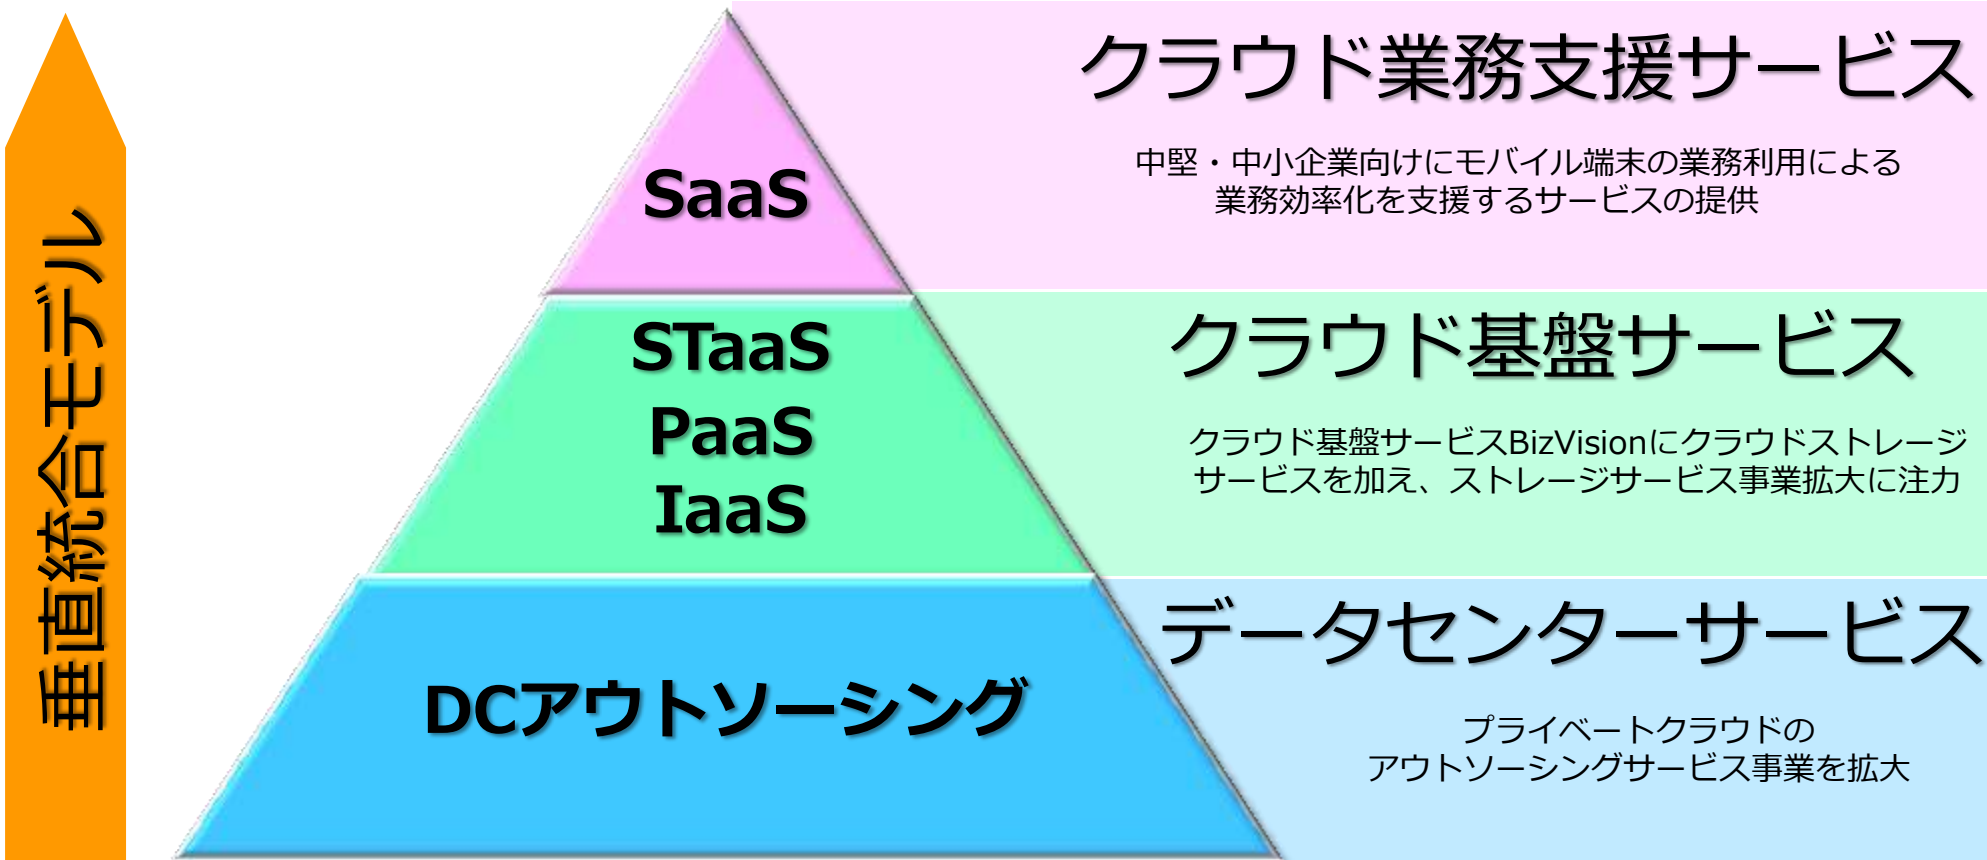 垂直統合モデル
SaaS
クラウド業務支援サービス
中堅・中小企業向けにモバイル端末の業務利用による
業務効率化を支援するサービスの提供
STaaS
PaaS
IaaS
クラウド基盤サービス
クラウド基盤サービスBizVisionにクラウドストレージ
サービスを加え、ストレージサービス事業拡大に注力
DCアウトソーシング
データセンターサービス
プライベートクラウドの
アウトソーシングサービス事業を拡大